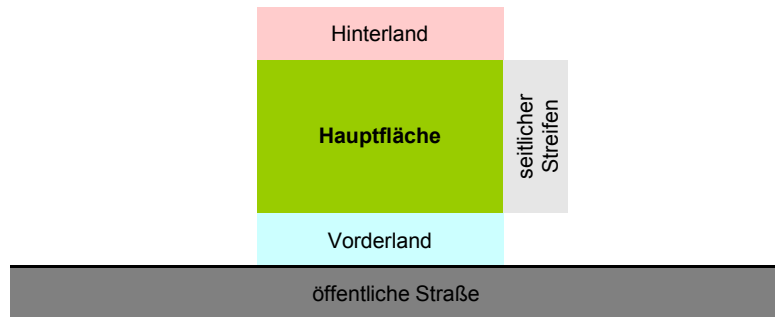 Hinterland
Hauptfläche
seitlicher
Streifen
Vorderland
öffentliche Straße